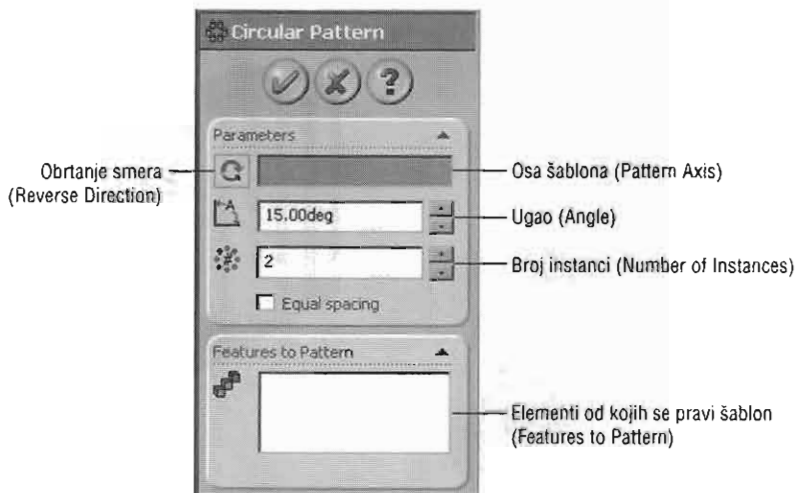 Circular Pattern
?
Parameters
Obrtanje smera
(Reverse Direction)
Osa šablona (Pattern Axis)
15.00deg
Ugao (Angle)
2
Broj instanci (Number of Instances)
Equal spacing
Features to Pattern
Elementi od kojih se pravi šablon
(Features to Pattern)